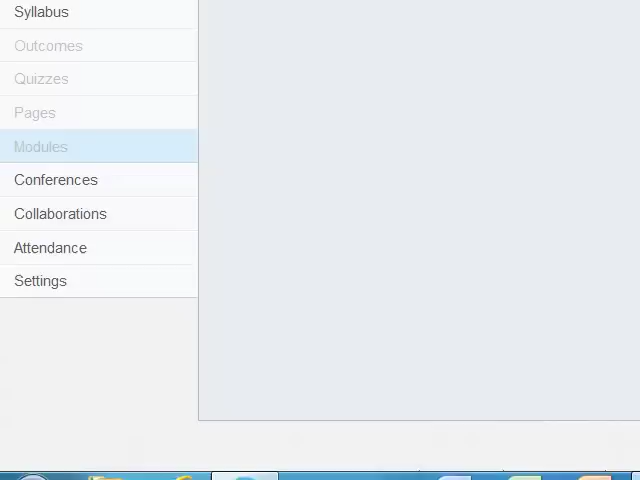 Syllabus
Outcomes
Quizzes
Pages
Modules
Conferences
Collaborations
Attendance
Settings